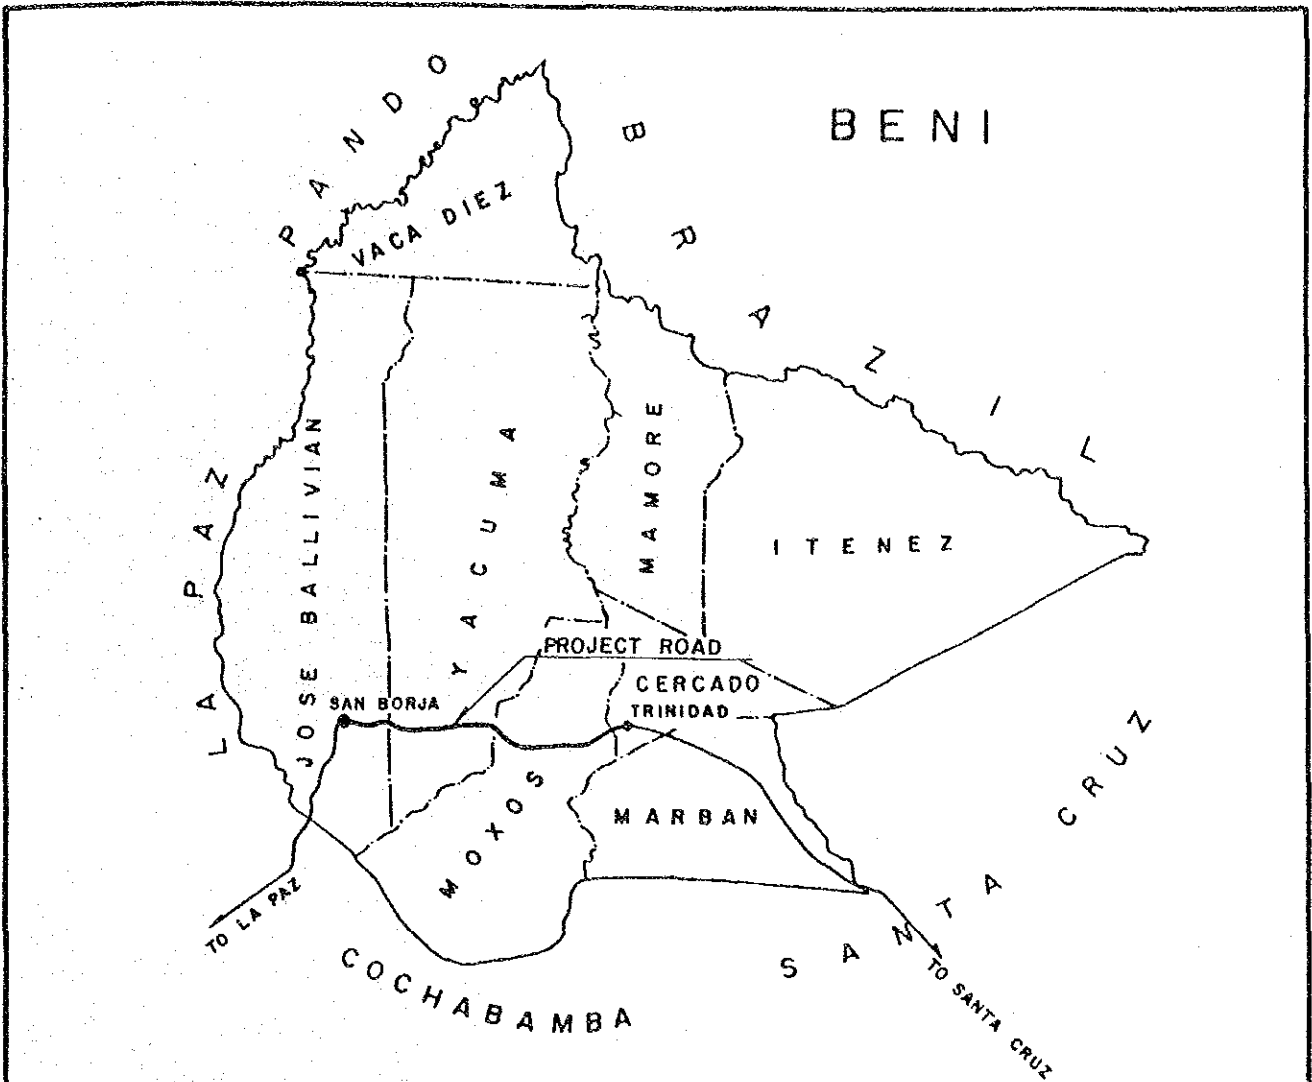 BENI
PANDO
BRAZIL
VACA DIEZ
LA PAZ
JOSE BALLIVIAN
YACUMA
MAMORE
ITENEZ
PROJECT ROAD
CERCADO
SAN BORJA
TRINIDAD
MOXOS
MARBAN
SANTA CRUZ
TO LA PAZ
COCHABAMBA
TO SANTA CRUZ